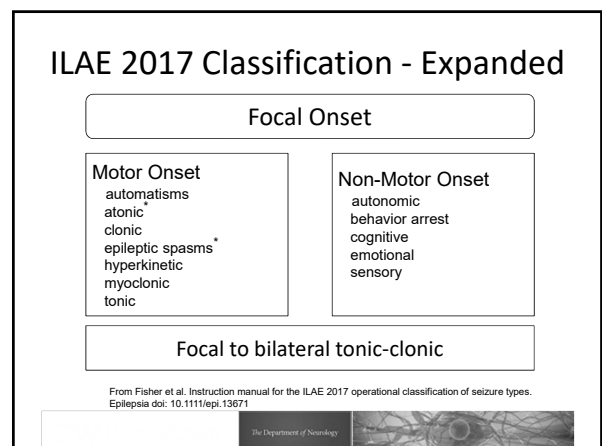 ILAE 2017 Classification - Expanded
Focal Onset
Motor Onset
automatisms
atonic*
clonic
epileptic spasms*
hyperkinetic
myoclonic
tonic
Non-Motor Onset
autonomic
behavior arrest
cognitive
emotional
sensory
Focal to bilateral tonic-clonic
From Fisher et al. Instruction manual for the ILAE 2017 operational classification of seizure types.
Epilepsia doi: 10.1111/epi.13671
The Department of Neurology